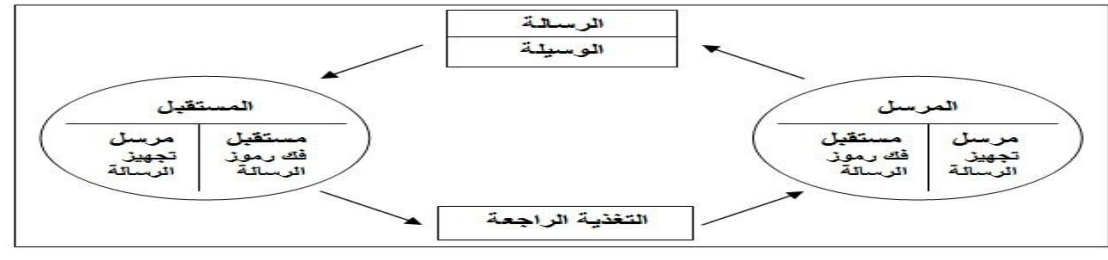 الرسالة
الوسيلة
المرسل
مرسل
تجهيز
الرسالة
مستقبل
فك رموز
الرسالة
المستقبل
مستقبل
فك رموز
الرسالة
مرسل
تجهيز
الرسالة
التغذية الراجعة